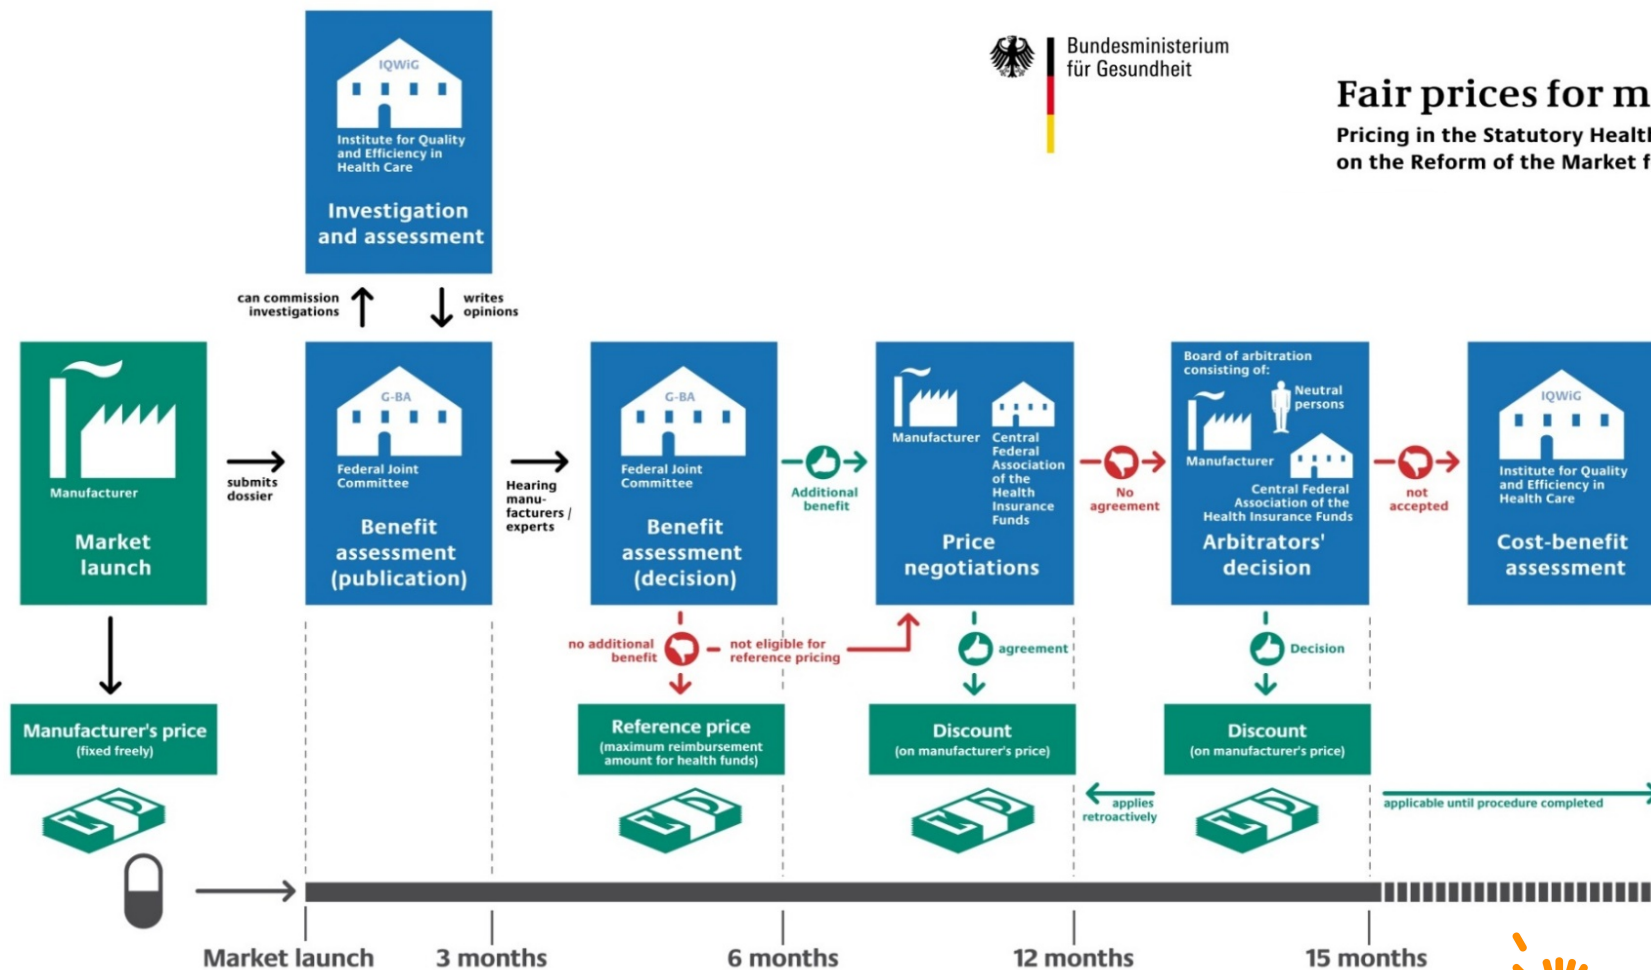 IQWiG
Institute for Quality
and Efficiency in
Health Care
Investigation
and assessment
Bundesministerium
für Gesundheit
Fair prices for m
Pricing in the Statutory Health
on the Reform of the Market f
can commission
investigations
writes
opinions
Manufacturer
Market
launch
submits
dossier
G-BA
Federal Joint
Committee
Benefit
assessment
(publication)
Hearing
manu-
facturers /
experts
G-BA
Federal Joint
Committee
Benefit
assessment
(decision)
Additional
benefit
Manufacturer
Central
Federal
Association
of the
Health
Insurance
Funds
Price
negotiations
No
agreement
Board of arbitration
consisting of:
Neutral
persons
Manufacturer
Central Federal
Association of the
Health Insurance Funds
Arbitrators'
decision
not
accepted
IQWiG
Institute for Quality
and Efficiency in
Health Care
Cost-benefit
assessment
no additional
benefit
not eligible for
reference pricing
agreement
Decision
Manufacturer's price
(fixed freely)
Reference price
(maximum reimbursement
amount for health funds)
Discount
(on manufacturer's price)
Discount
(on manufacturer's price)
applies
retroactively
applicable until procedure completed
Market launch
3 months
6 months
12 months
15 months